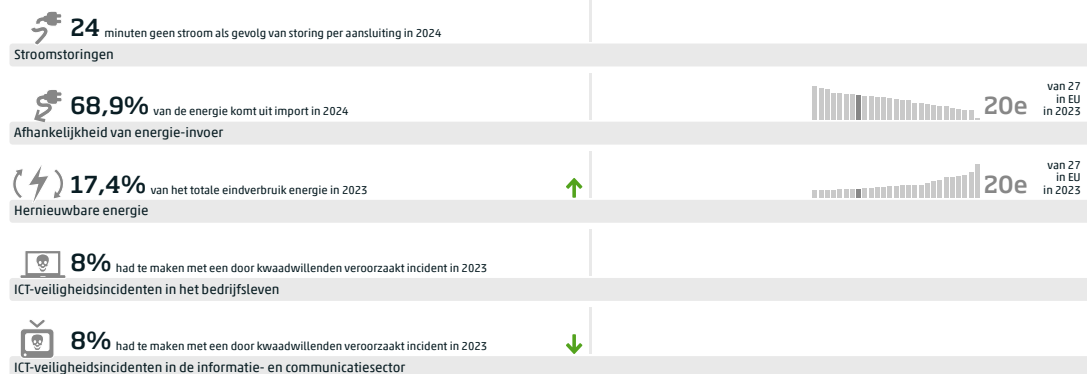 24 minuten geen stroom als gevolg van storing per aansluiting in 2024
Stroomstoringen
68,9% van de energie komt uit import in 2024
20e
van 27
in EU
in 2023
Afhankelijkheid van energie-invoer
17,4% van het totale eindverbruik energie in 2023
20e
van 27
in EU
in 2023
Hernieuwbare energie
8% had te maken met een door kwaadwillenden veroorzaakt incident in 2023
ICT-veiligheidsincidenten in het bedrijfsleven
8% had te maken met een door kwaadwillenden veroorzaakt incident in 2023
ICT-veiligheidsincidenten in de informatie- en communicatiesector